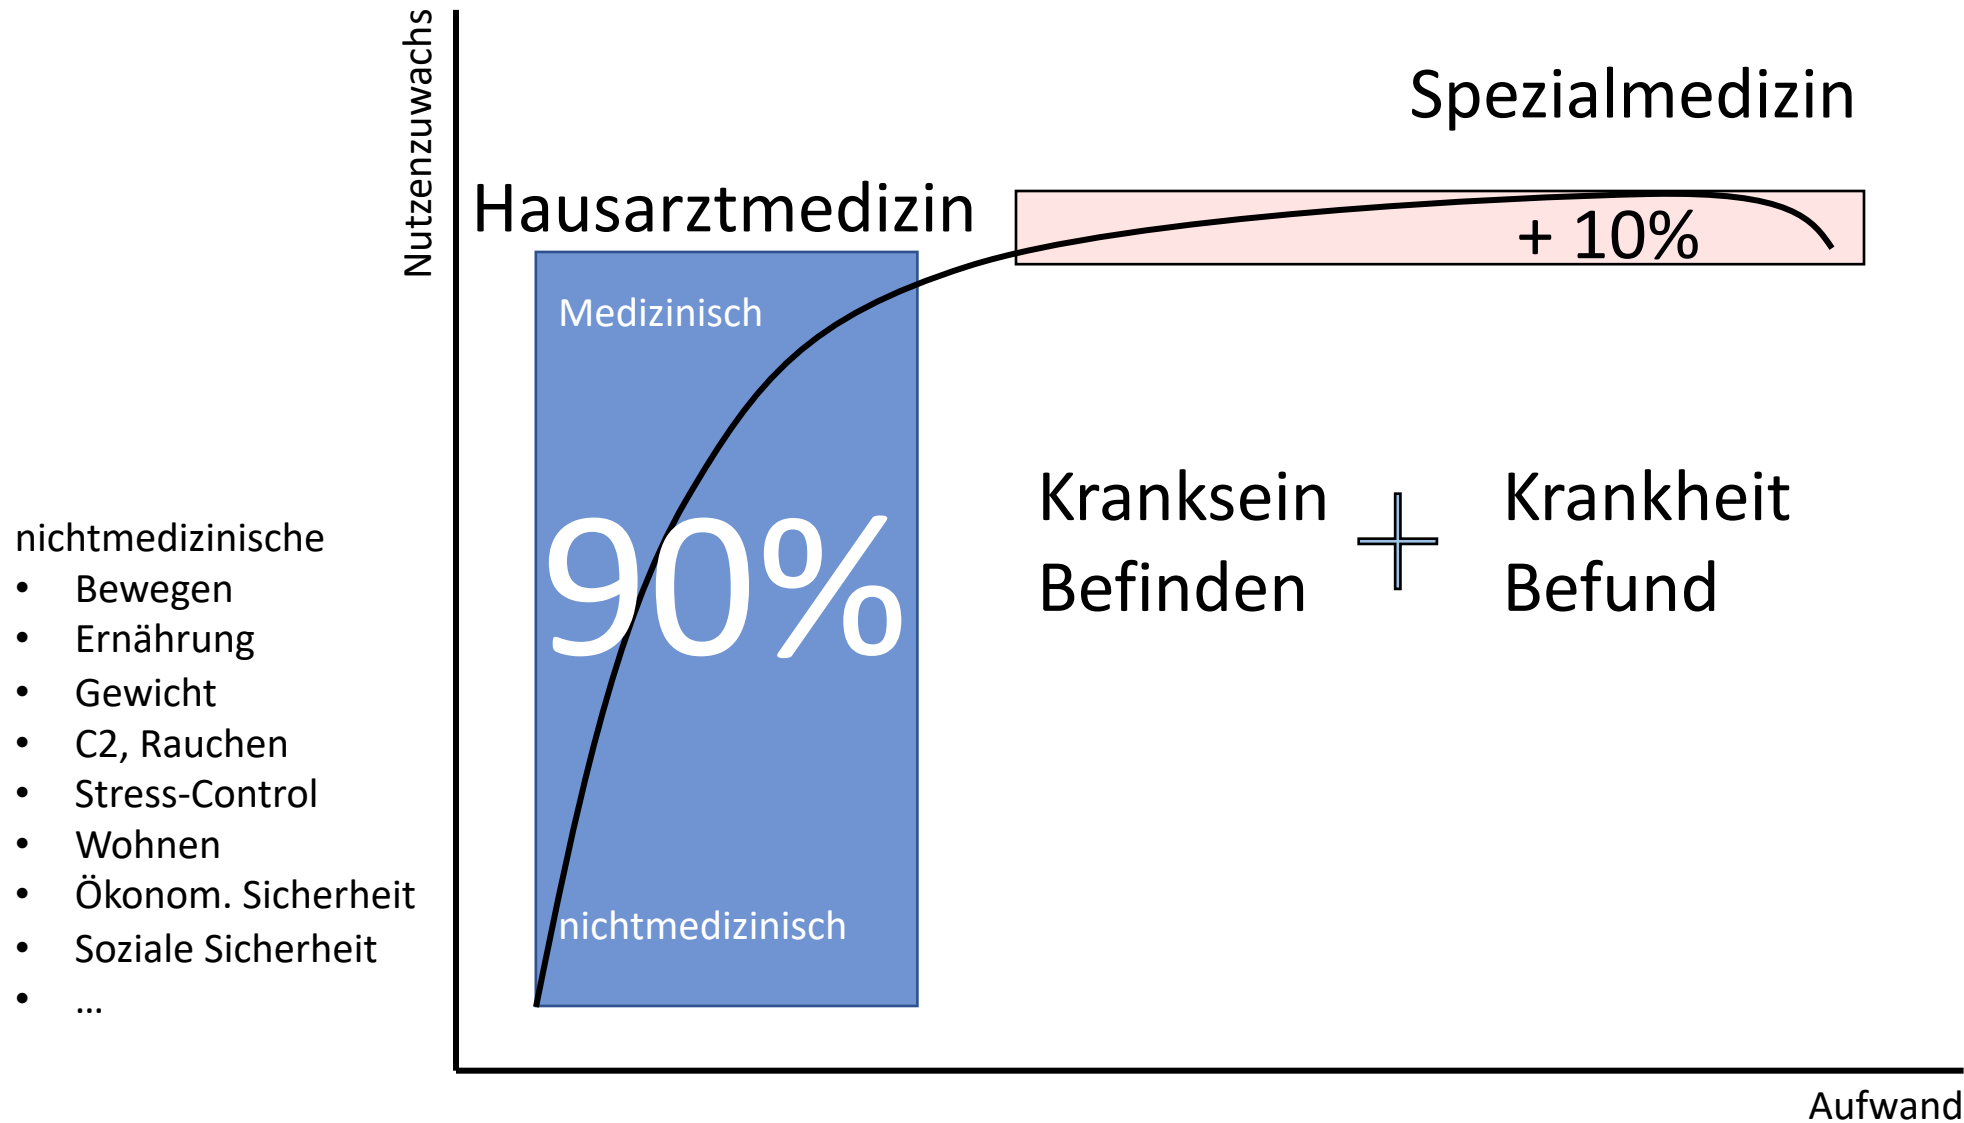 Nutzenzuwachs
Spezialmedizin
Hausarztmedizin
+ 10%
Medizinisch
90%
nichtmedizinisch
Kranksein
Befinden
Krankheit
Befund
nichtmedizinische
• Bewegen
• Ernährung
• Gewicht
• C2, Rauchen
• Stress-Control
• Wohnen
• Ökonom. Sicherheit
• Soziale Sicherheit
• ...
Aufwand